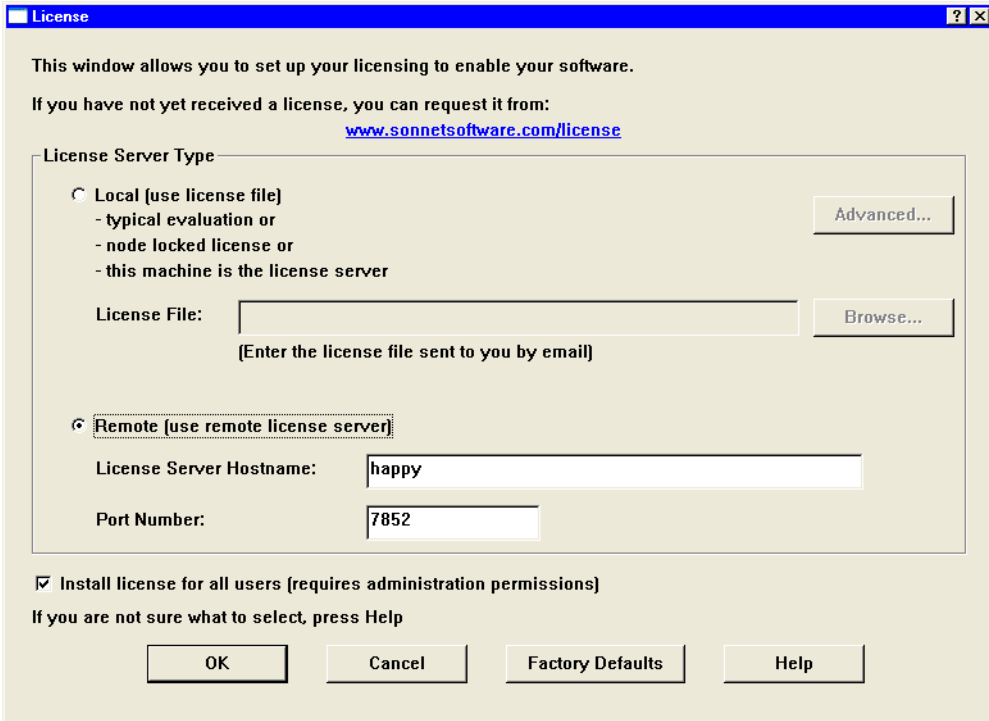 License
This window allows you to set up your licensing to enable your software.
If you have not yet received a license, you can request it from:
www.sonnetsoftware.com/license
License Server Type
Local (use license file)
- typical evaluation or
- node locked license or
- this machine is the license server
Advanced...
License File:
Browse...
(Enter the license file sent to you by email)
Remote (use remote license server)
License Server Hostname: happy
Port Number: 7852
Install license for all users (requires administration permissions)
If you are not sure what to select, press Help
OK Cancel Factory Defaults Help